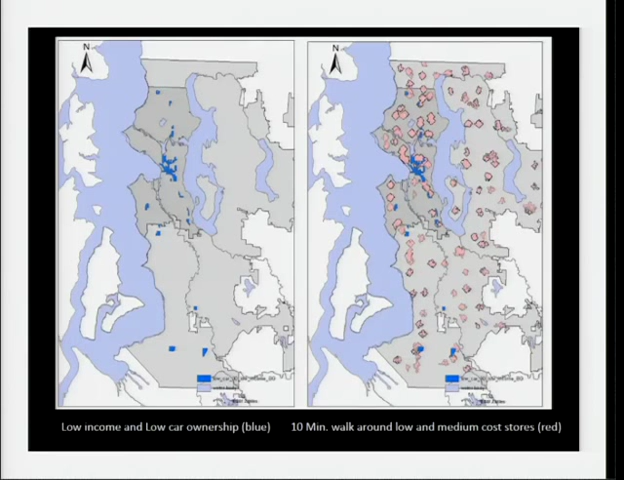 N
N
Low income and Low car ownership (blue)
10 Min. walk around low and medium cost stores (red)